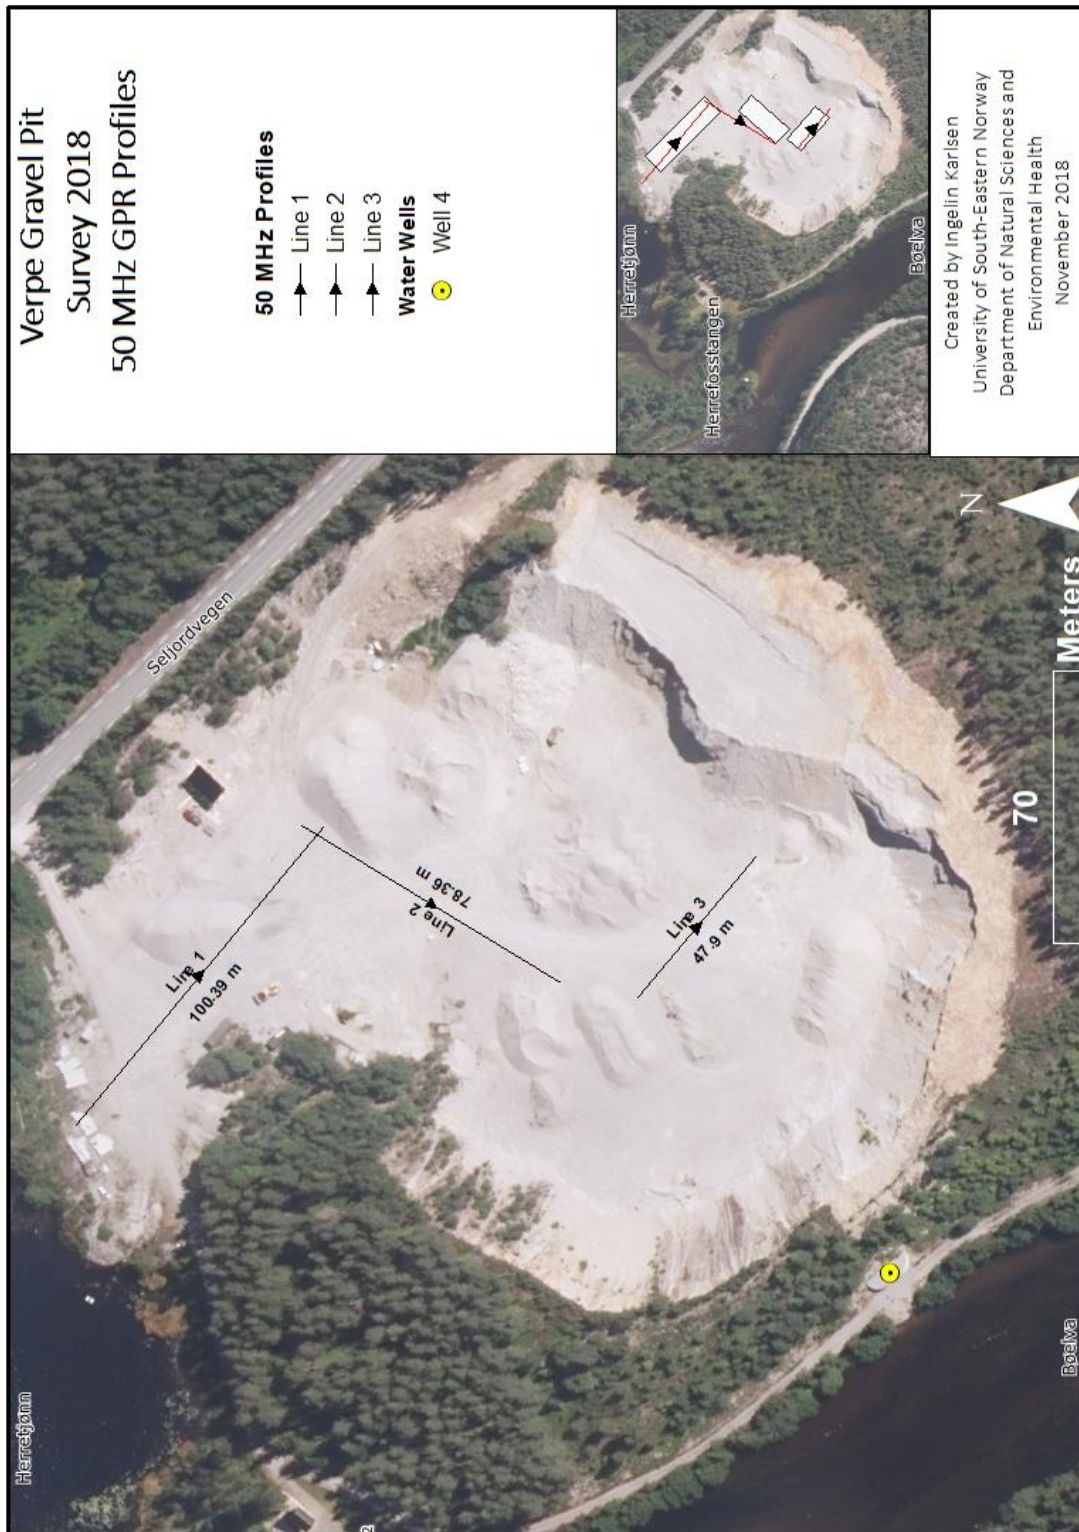 Verpe Gravel Pit
Survey 2018
50 MHz GPR Profiles
50 MHz Profiles
Line 1
Line 2
Line 3
Water Wells
Well 4
Herretjønn
Herrefosstangen
Bøelva
Created by Ingelin Karlsen
University of South-Eastern Norway
Department of Natural Sciences and
Environmental Health
November 2018
Herretjønn
Seljordvegen
Line 1
100.39 m
Line 2
78.36 m
Line 3
47.9 m
Bøelva
2
N
70
Meters